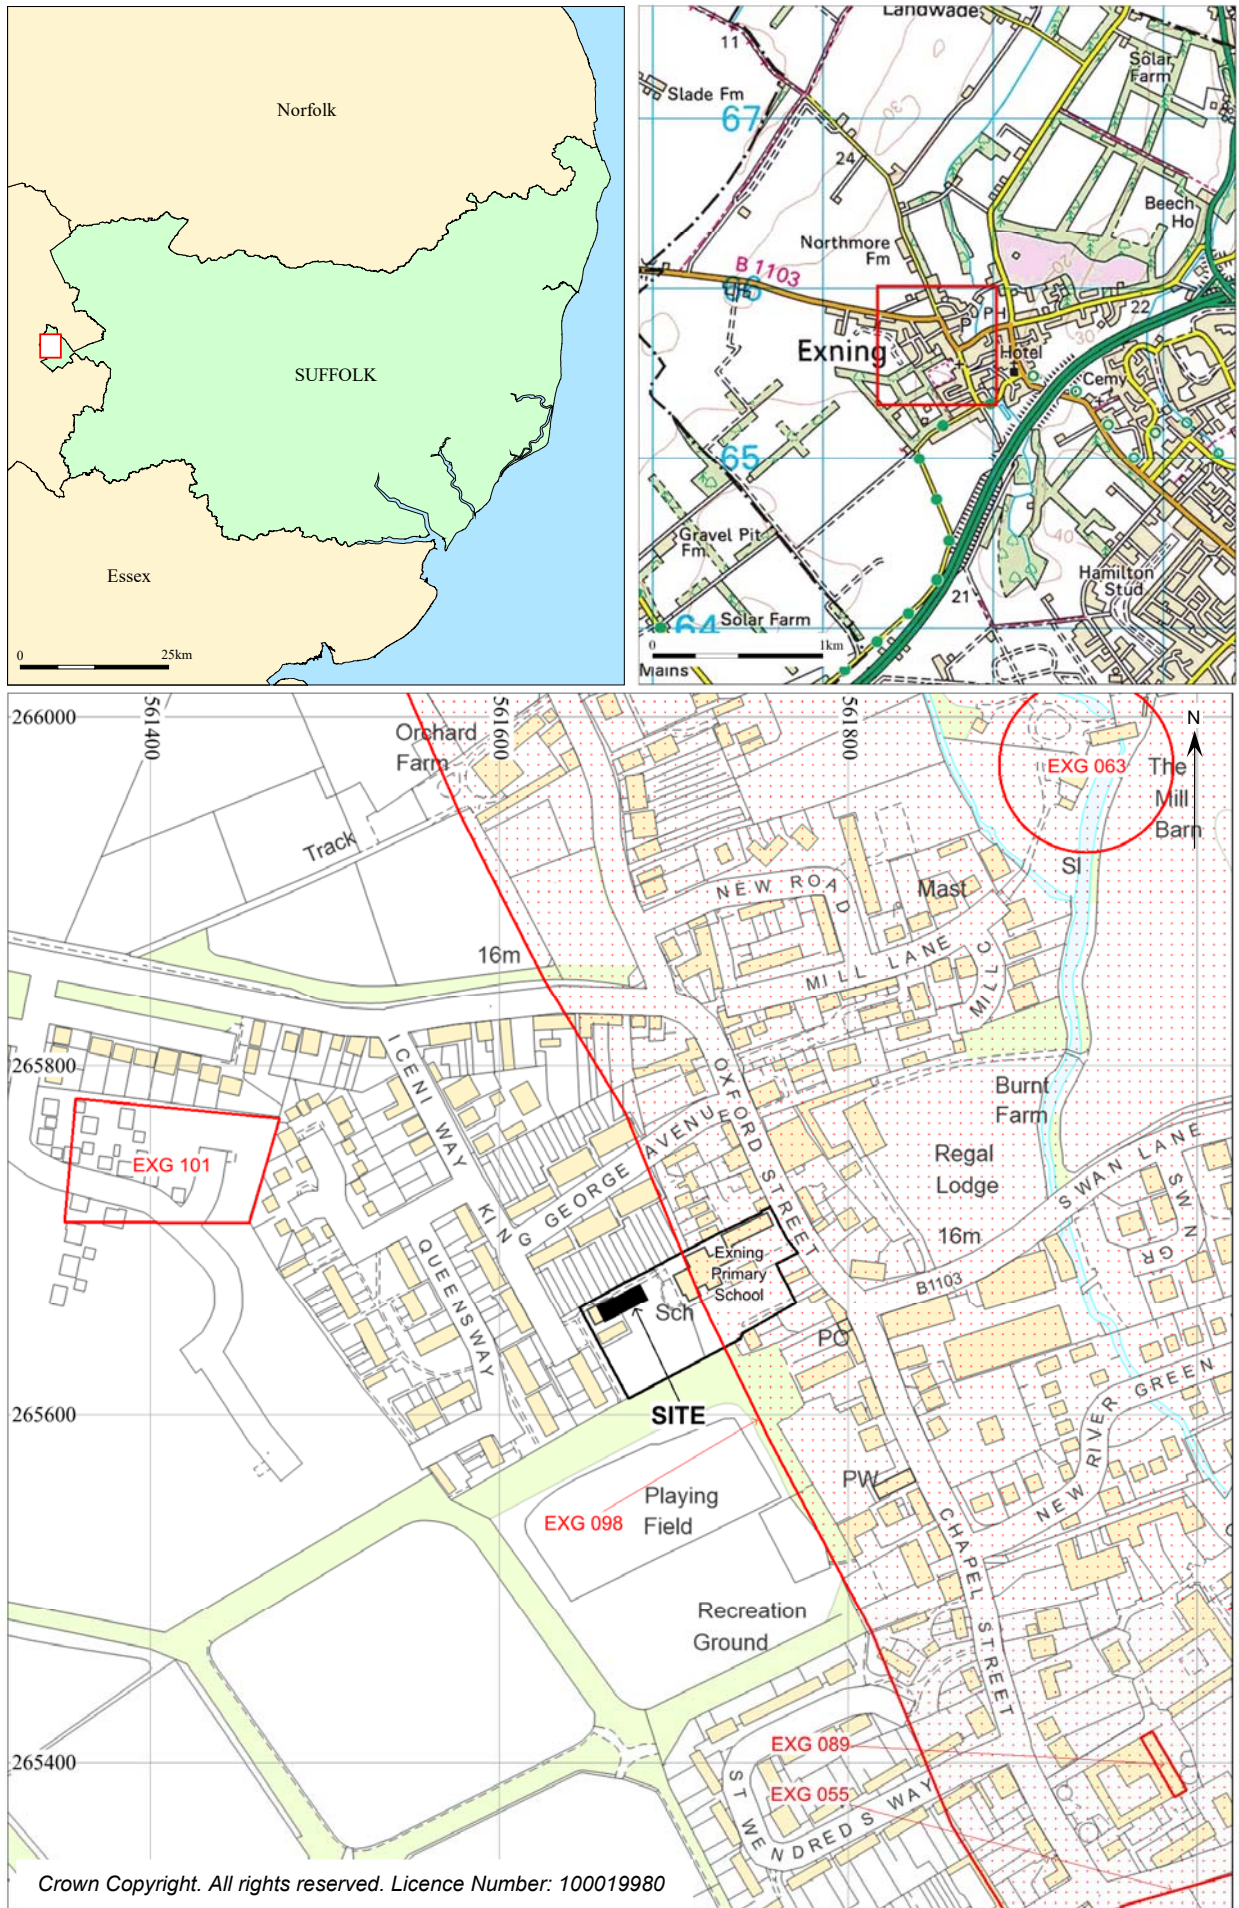 Norfolk
SUFFOLK
Essex
0
25km
Landwade
11
Solar
Farm
Slade Fm
67
30
24
Beech
Ho
Northmore
Fm
B 1103
66
20
22
P
PH
30
Exning
Hotel
Cemy
65
Gravel Pit
Fm
40
Hamilton
Stud
21
64
Solar Farm
0
1km
Mains
266000
561400
561600
561800
N
Orchard
Farm
EXG 063
The
Mill
Barn
Track
SI
NEW ROAD
Mast
16m
MILL LANE
MILL C
265800
ICENI WAY
OXFORD STREET
Burnt
Farm
KING GEORGE AVENUE
EXG 101
Regal
Lodge
SWAN LANE
SWN GR
16m
QUEENSWAY
Exning
Primary
School
B1103
Sch
PO
265600
SITE
NEW RIVER GREEN
PW
Playing
Field
EXG 098
CHAPEL STREET
Recreation
Ground
265400
EXG 089
EXG 055
ST WENDREDS WAY
Crown Copyright. All rights reserved. Licence Number: 100019980